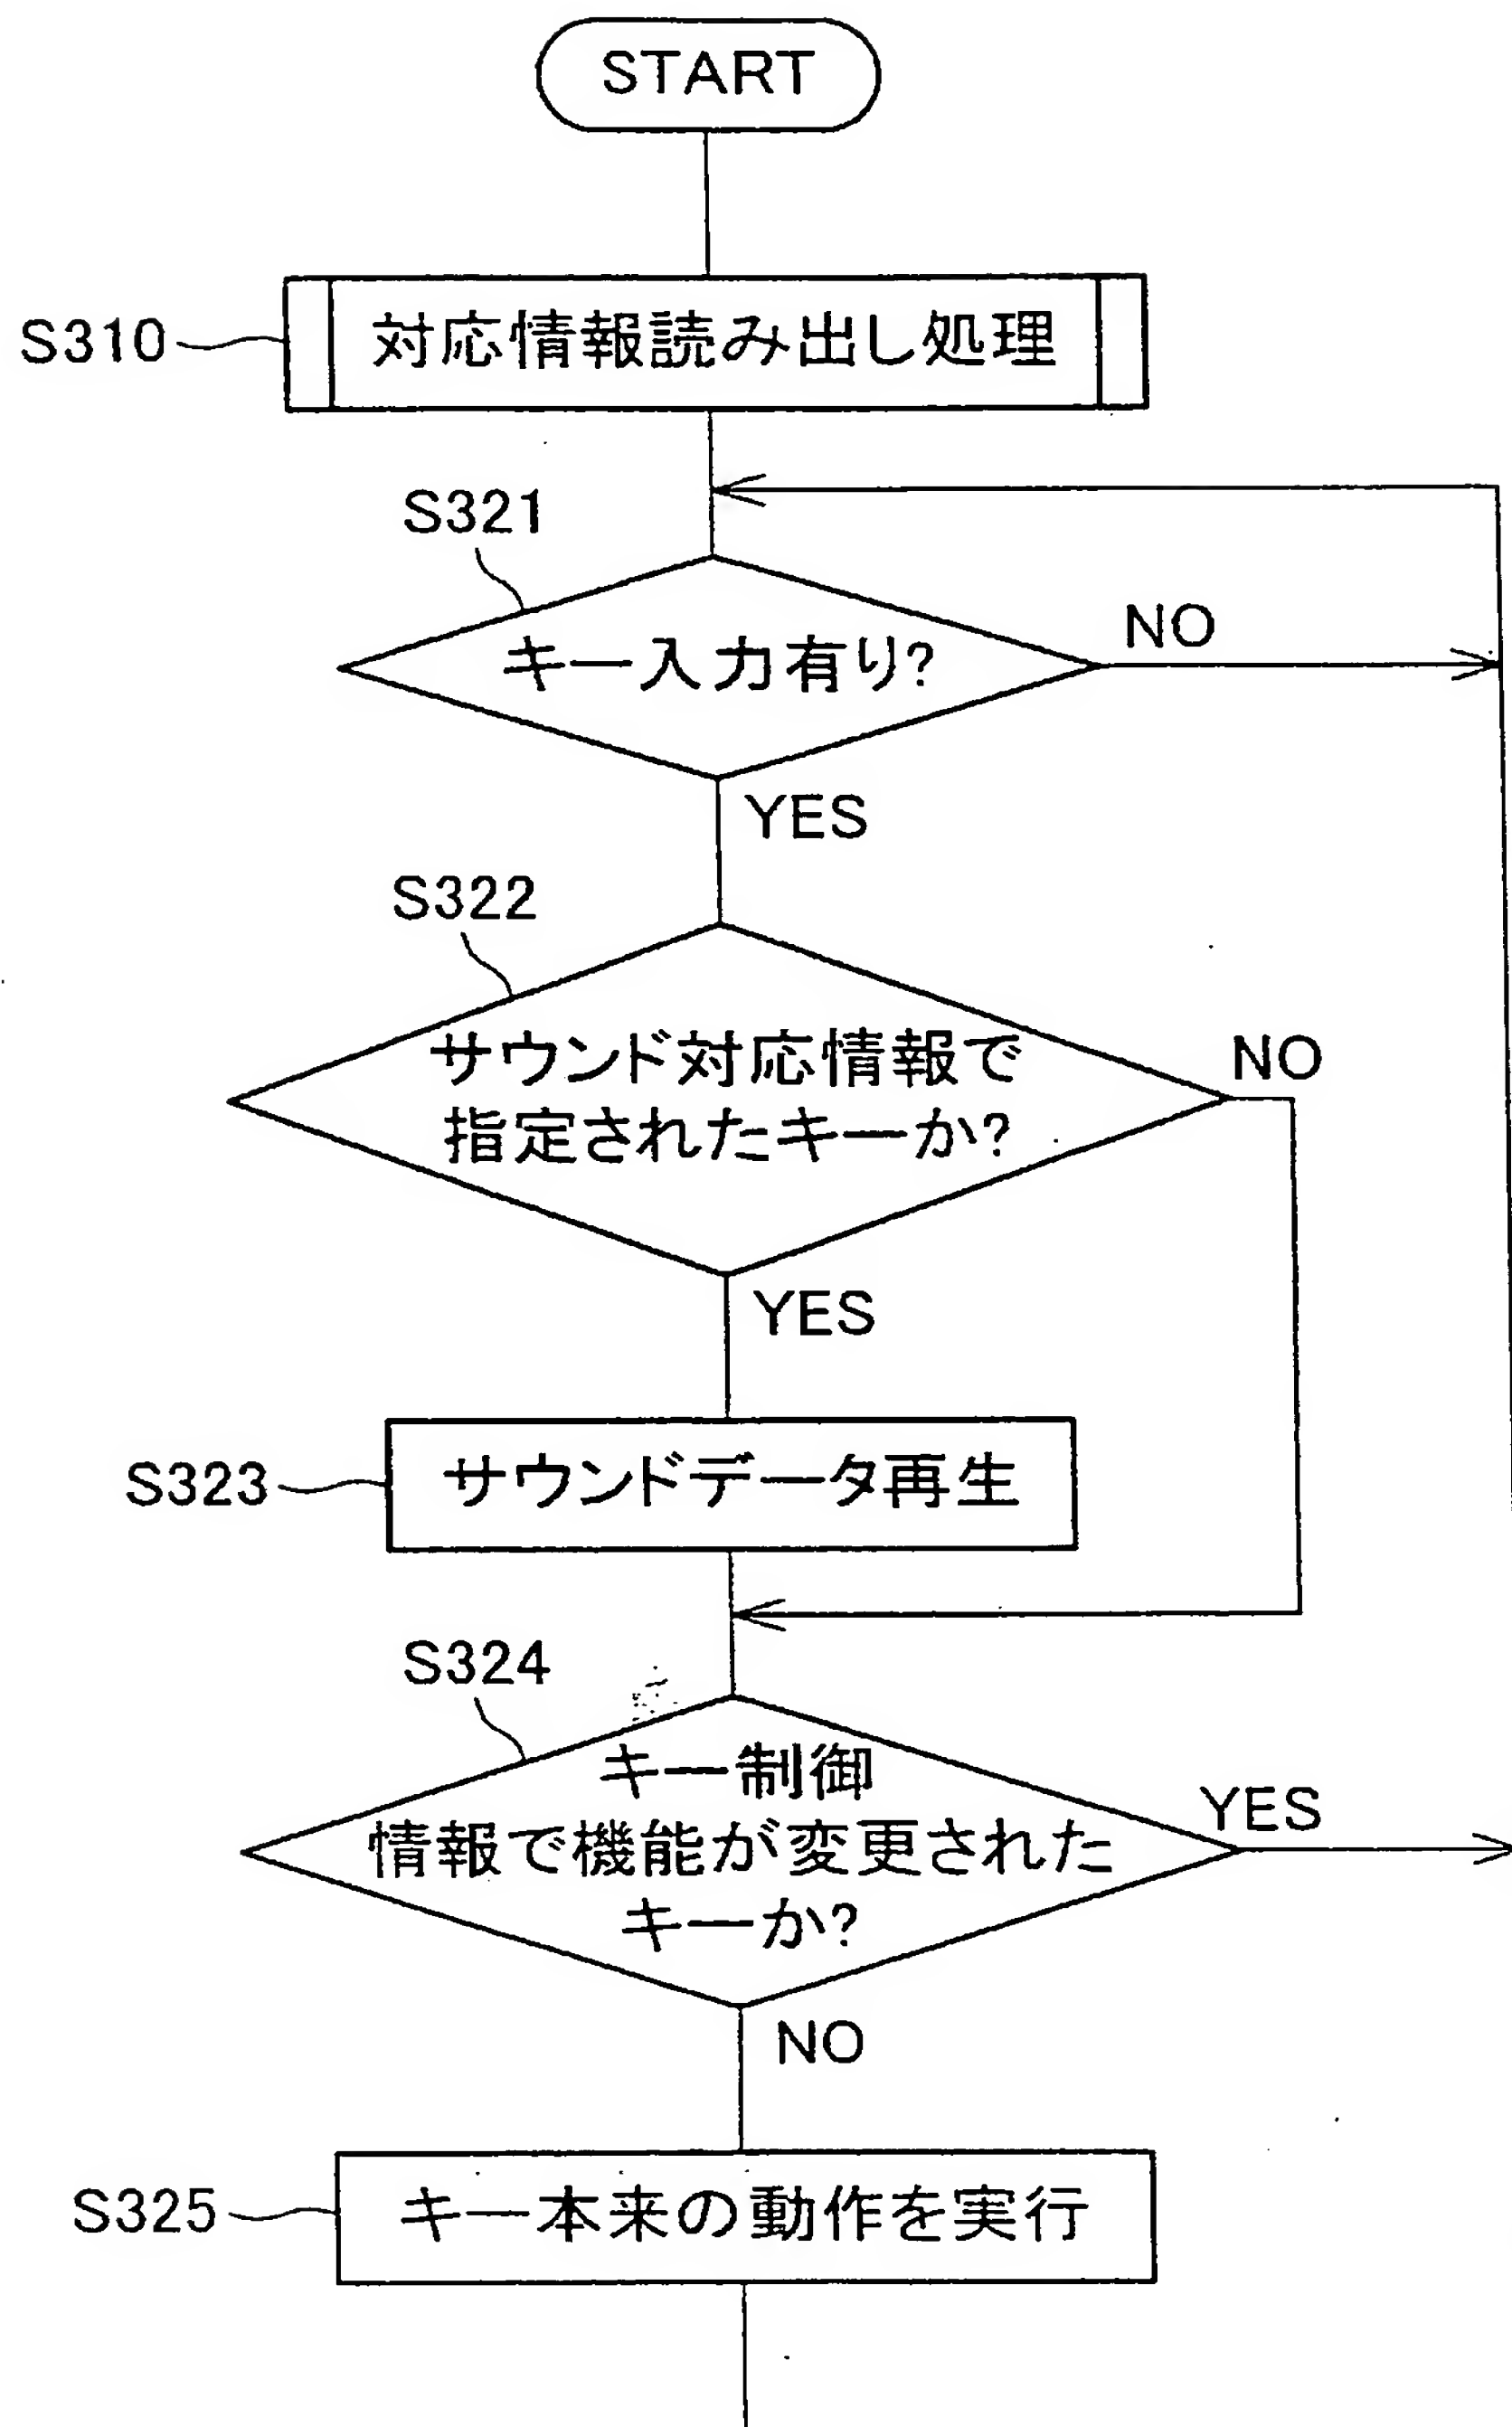 START
S310
対応情報読み出し処理
S321
キー入力有り?
NO
YES
S322
サウンド対応情報で
指定されたキーか?
NO
YES
S323
サウンドデータ再生
S324
キー制御
情報で機能が変更された
キーか?
YES
NO
S325
キー本来の動作を実行